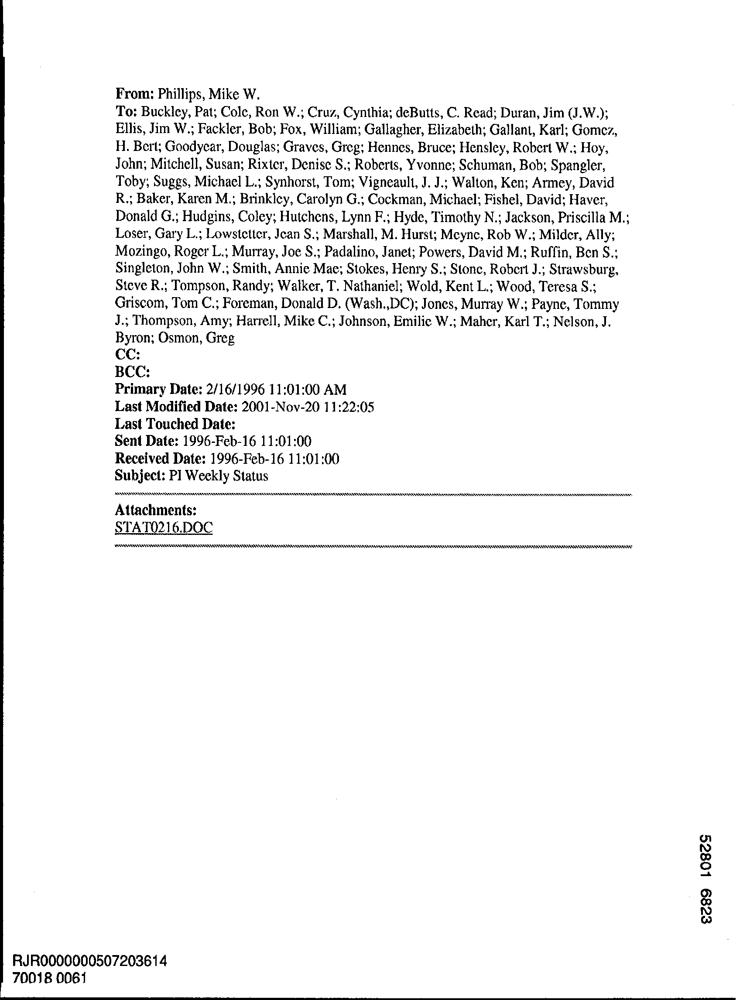 From: Phillips, Mike W.
To: Buckley, Pat; Cole, Ron W.; Cruz, Cynthia; deButts, C. Read; Duran, Jim (J.W.);
Ellis, Jim W.; Fackler, Bob; Fox, William; Gallagher, Elizabeth; Gallant, Karl; Gomez,
H. Bert; Goodyear, Douglas; Graves, Greg; Hennes, Bruce; Hensley, Robert W.; Hoy,
John; Mitchell, Susan; Rixter, Denise S.; Roberts, Yvonne; Schuman, Bob; Spangler,
Toby; Suggs, Michael L.; Synhorst, Tom; Vigneault, J. J.; Walton, Ken; Armey, David
R.; Baker, Karen M.; Brinkley, Carolyn G.; Cockman, Michael; Fishel, David; Haver,
Donald G.; Hudgins, Coley; Hutchens, Lynn F.; Hyde, Timothy N.; Jackson, Priscilla M.;
Loser, Gary L.; Lowstetter, Jean S.; Marshall, M. Hurst; Meyne, Rob W.; Milder, Ally;
Mozingo, Roger L.; Murray, Joe S.; Padalino, Janet; Powers, David M.; Ruffin, Ben S.;
Singleton, John W.; Smith, Annie Mae; Stokes, Henry S.; Stone, Robert J.; Strawsburg,
Steve R.; Tompson, Randy; Walker, T. Nathaniel; Wold, Kent L.; Wood, Teresa S.;
Griscom, Tom C.; Foreman, Donald D. (Wash.,DC); Jones, Murray W.; Payne, Tommy
J.; Thompson, Amy; Harrell, Mike C.; Johnson, Emilie W.; Maher, Karl T.; Nelson, J.
Byron; Osmon, Greg
CC:
BCC:
Primary Date: 2/16/1996 11:01:00 AM
Last Modified Date: 2001-Nov-20 11:22:05
Last Touched Date:
Sent Date: 1996-Feb-16 11:01:00
Received Date: 1996-Feb-16 11:01:00
Subject: PI Weekly Status
Attachments:
STAT0216.DOC
52801 6823
RJR0000000507203614
70018 0061